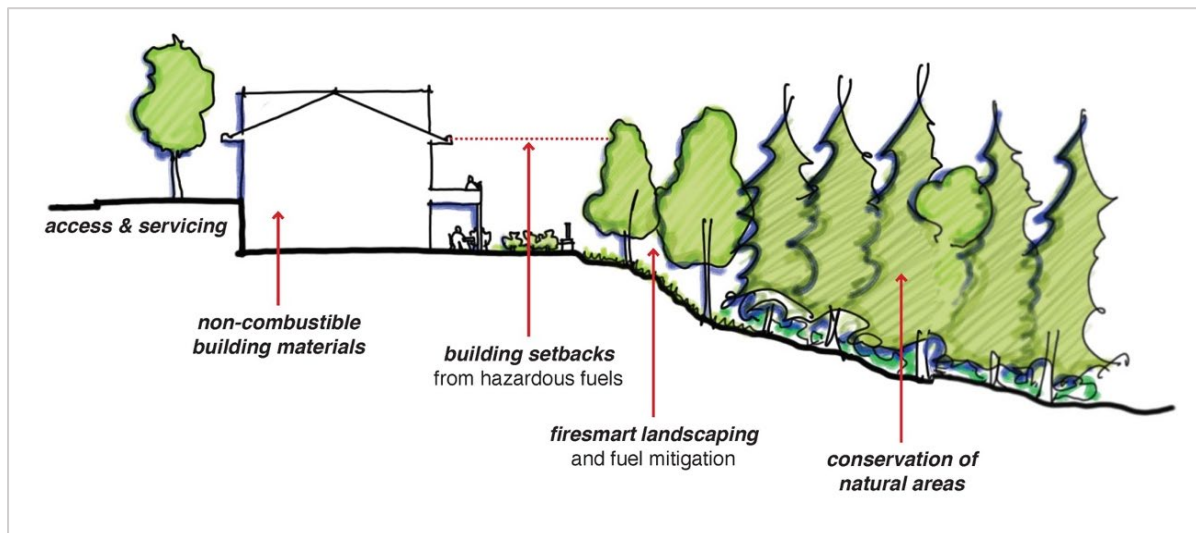 access & servicing
non-combustible
building materials
building setbacks
from hazardous fuels
firesmart landscaping
and fuel mitigation
conservation of
natural areas